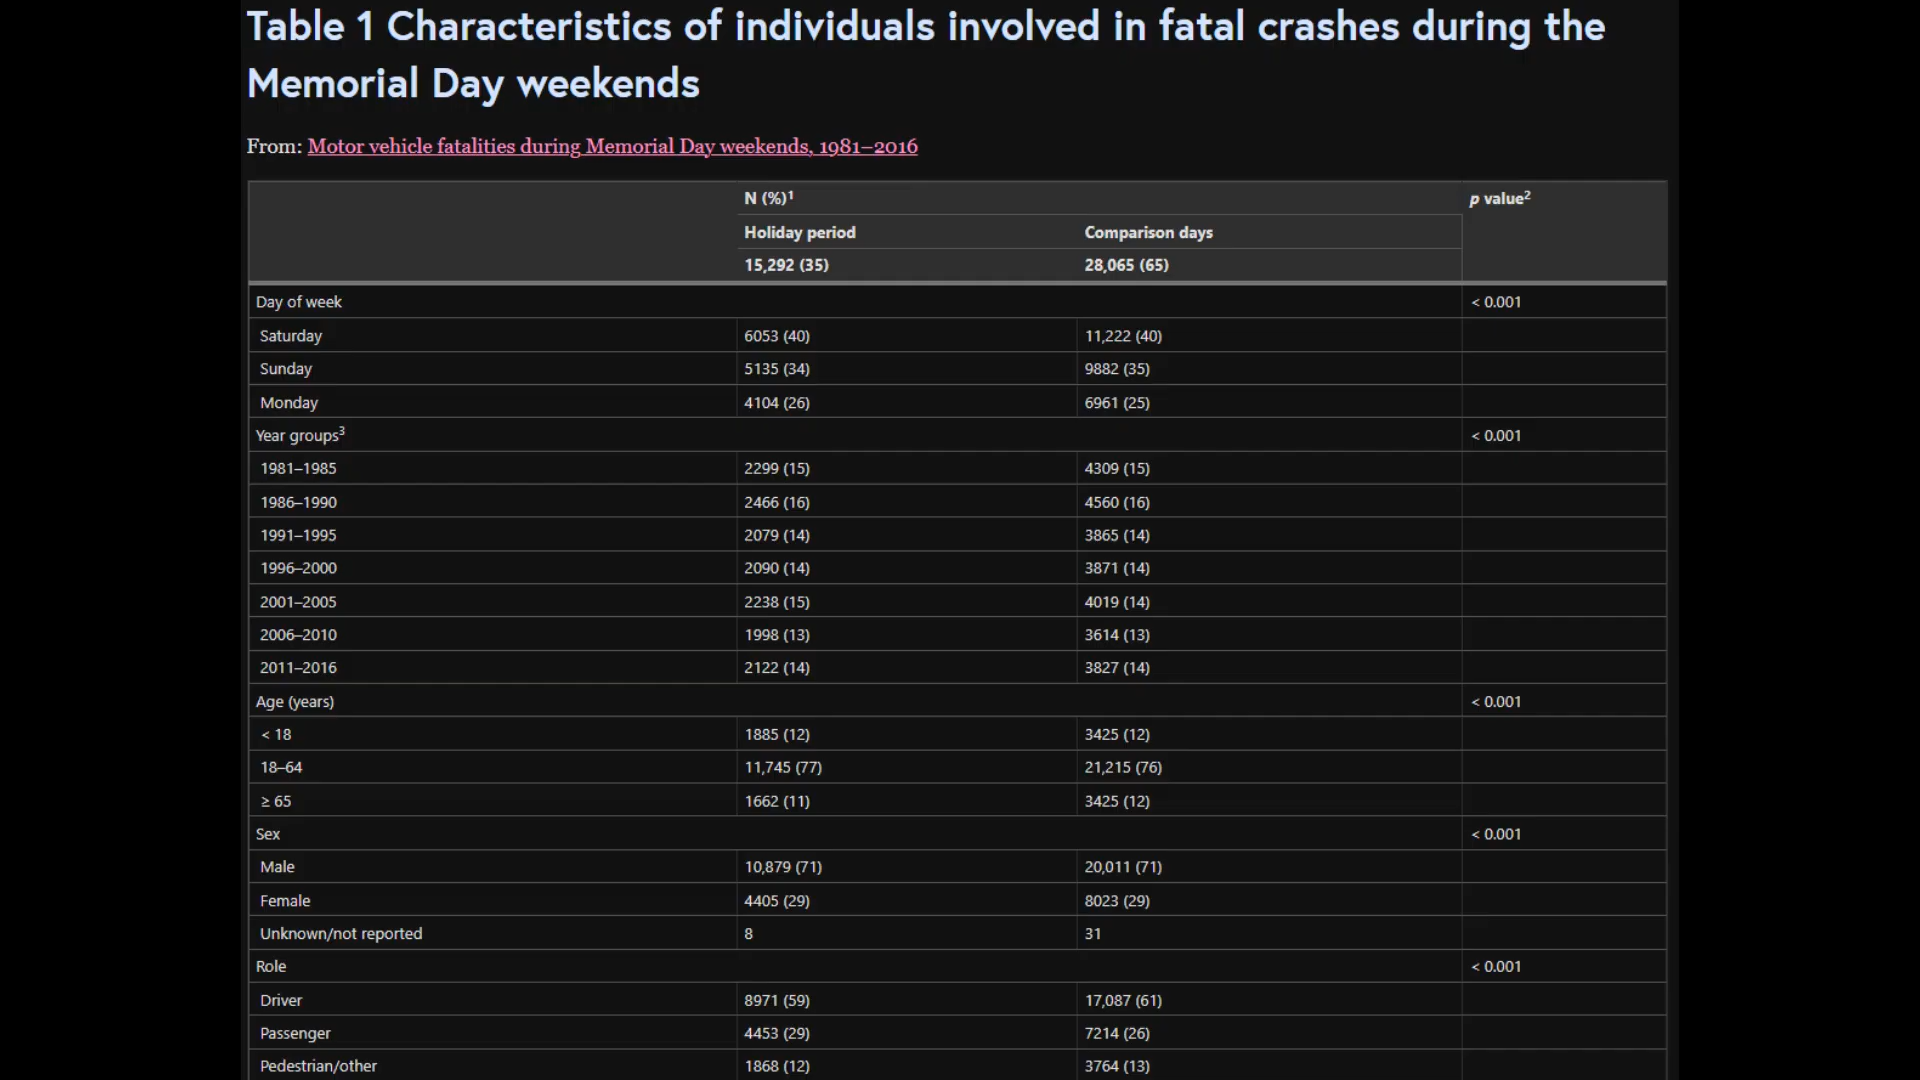 Table 1 Characteristics of individuals involved in fatal crashes during the
Memorial Day weekends
From: Motor vehicle fatalities during Memorial Day weekends, 1981–2016
N (%)1 p value2
Holiday period Comparison days
15,292 (35) 28,065 (65)
Day of week < 0.001
Saturday 6053 (40) 11,222 (40)
Sunday 5135 (34) 9882 (35)
Monday 4104 (26) 6961 (25)
Year groups3 < 0.001
1981–1985 2299 (15) 4309 (15)
1986–1990 2466 (16) 4560 (16)
1991–1995 2079 (14) 3865 (14)
1996–2000 2090 (14) 3871 (14)
2001–2005 2238 (15) 4019 (14)
2006–2010 1998 (13) 3614 (13)
2011–2016 2122 (14) 3827 (14)
Age (years) < 0.001
< 18 1885 (12) 3425 (12)
18–64 11,745 (77) 21,215 (76)
≥ 65 1662 (11) 3425 (12)
Sex < 0.001
Male 10,879 (71) 20,011 (71)
Female 4405 (29) 8023 (29)
Unknown/not reported 8 31
Role < 0.001
Driver 8971 (59) 17,087 (61)
Passenger 4453 (29) 7214 (26)
Pedestrian/other 1868 (12) 3764 (13)